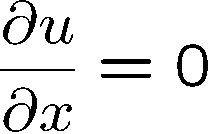 ∂u/∂x = 0